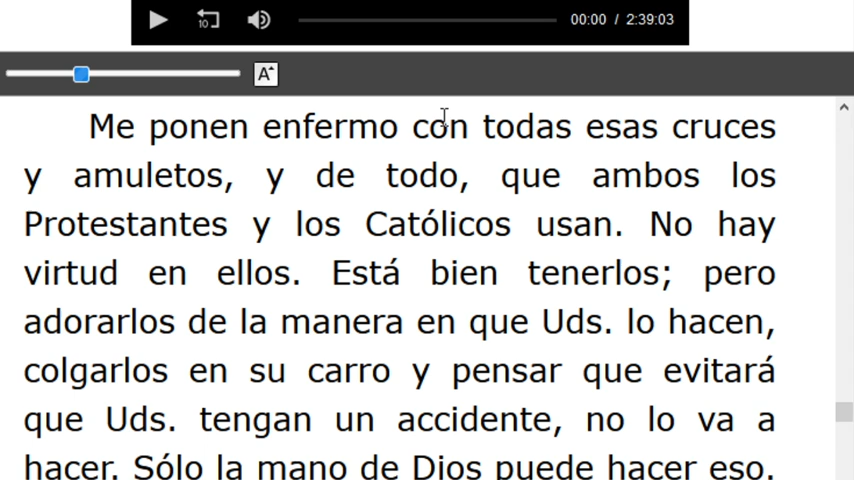 10
00:00 / 2:39:03
A
Me ponen enfermo con todas esas cruces
y amuletos, y de todo, que ambos los
Protestantes y los Católicos usan. No hay
virtud en ellos. Está bien tenerlos; pero
adorarlos de la manera en que Uds. lo hacen,
colgarlos en su carro y pensar que evitará
que Uds. tengan un accidente, no lo va a
hacer. Sólo la mano de Dios puede hacer eso.